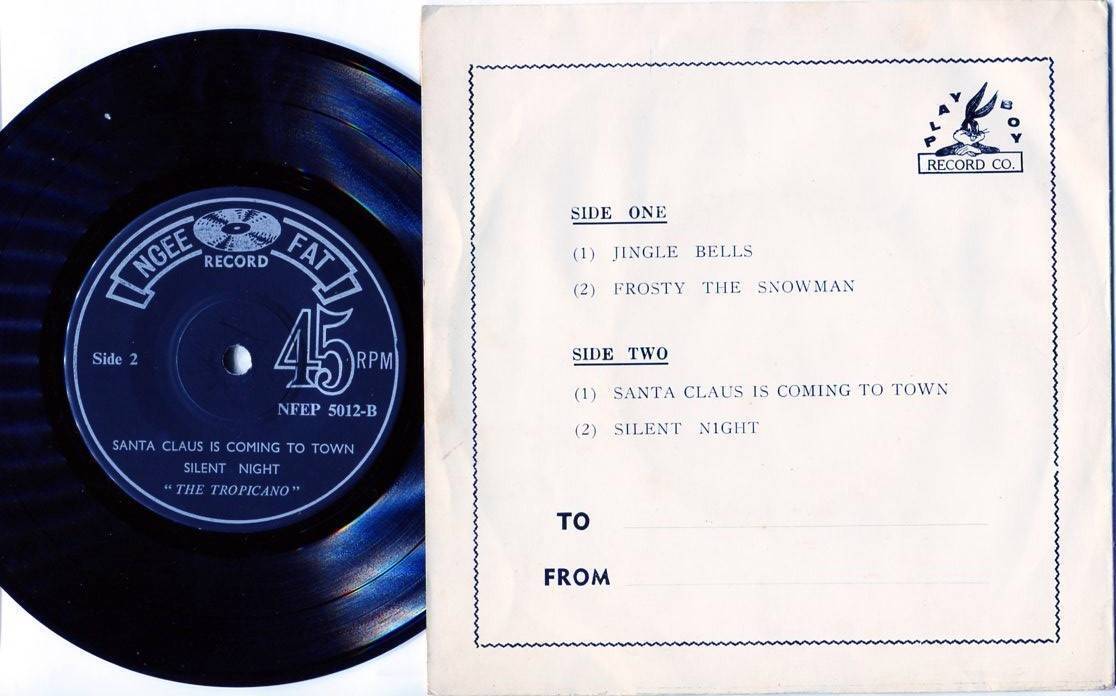 NGEE FAT
RECORD
45 RPM
Side 2
NFEP 5012-B
SANTA CLAUS IS COMING TO TOWN
SILENT NIGHT
“THE TROPICANO”
PLAY BOY
RECORD CO.
SIDE ONE
(1) JINGLE BELLS
(2) FROSTY THE SNOWMAN
SIDE TWO
(1) SANTA CLAUS IS COMING TO TOWN
(2) SILENT N1GHT
TO
FROM